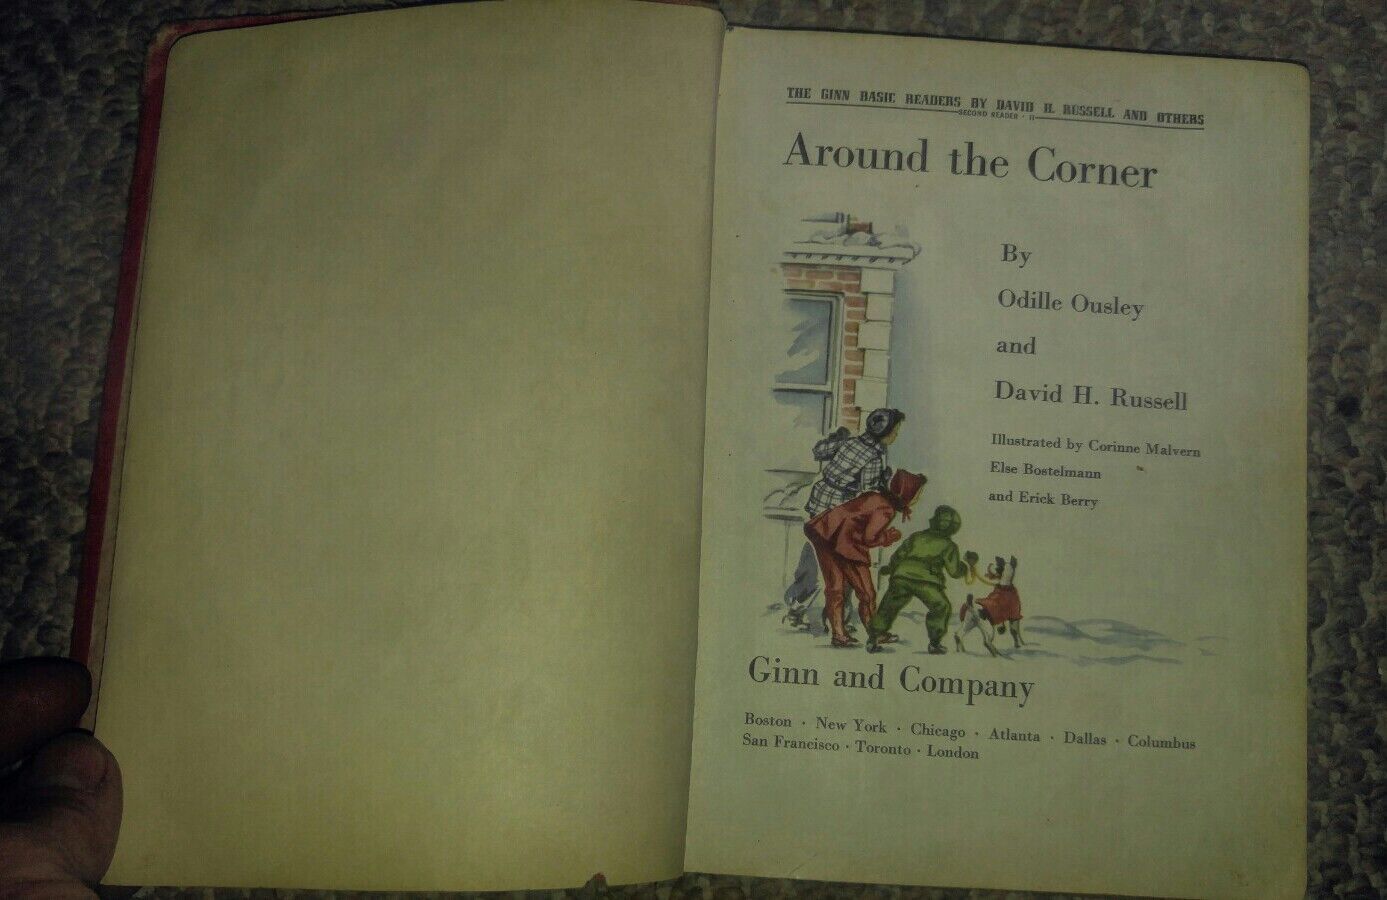 THE GINN BASIC READERS BY DAVID H. RUSSELL AND OTHERS
SECOND READER · II
Around the Corner
By
Odille Ousley
and
David H. Russell
Illustrated by Corinne Malvern
Else Bostelmann
and Erick Berry
Ginn and Company
Boston · New York · Chicago · Atlanta · Dallas · Columbus
San Francisco · Toronto · London